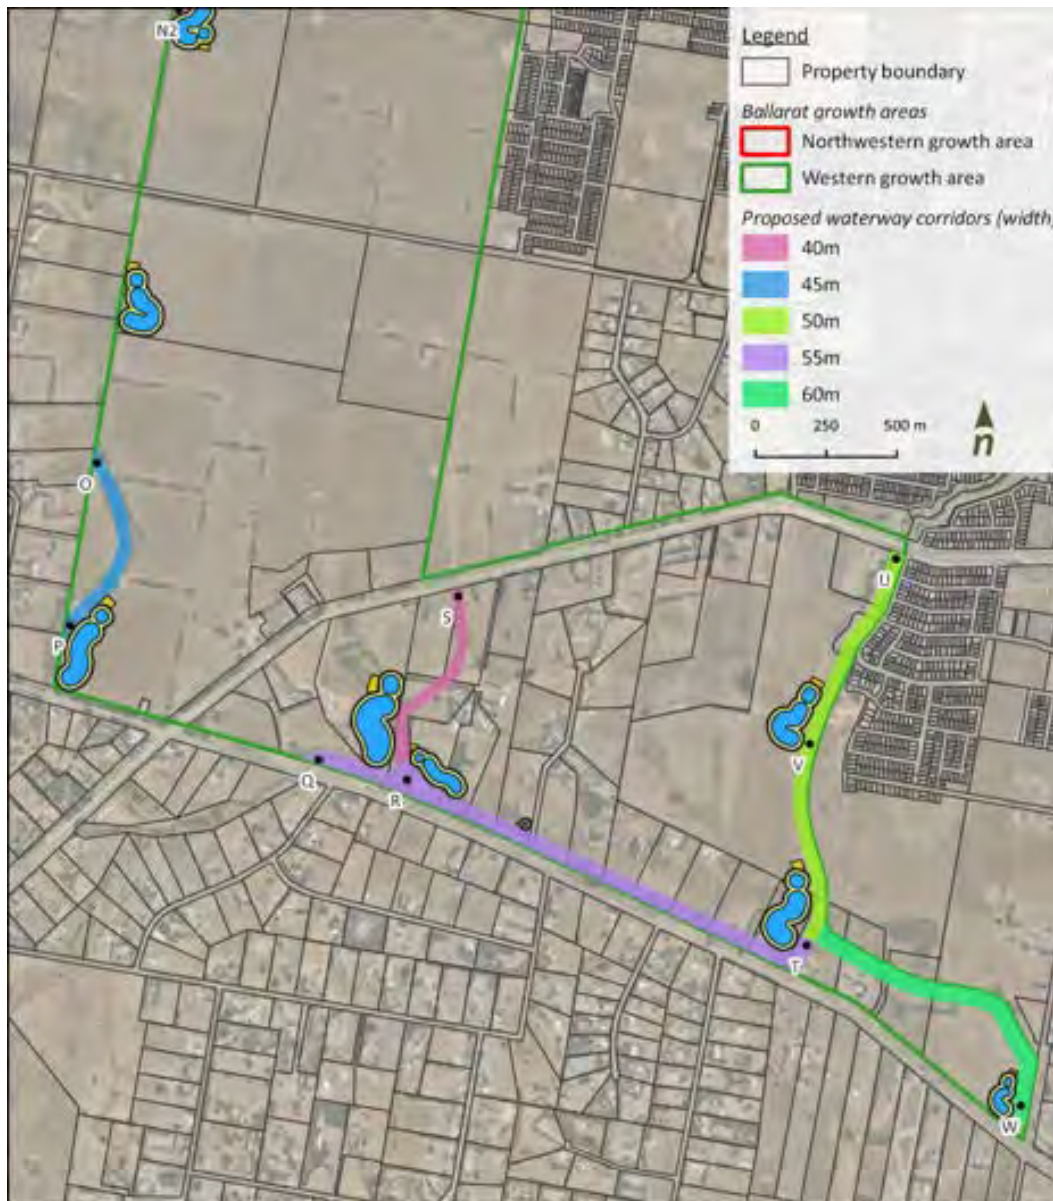 N2
Legend
Property boundary
Ballarat growth areas
Northwestern growth area
Western growth area
Proposed waterway corridors (width)
40m
45m
50m
55m
60m
0 250 500 m
n
O
U
S
P
Q
R
V
T
W